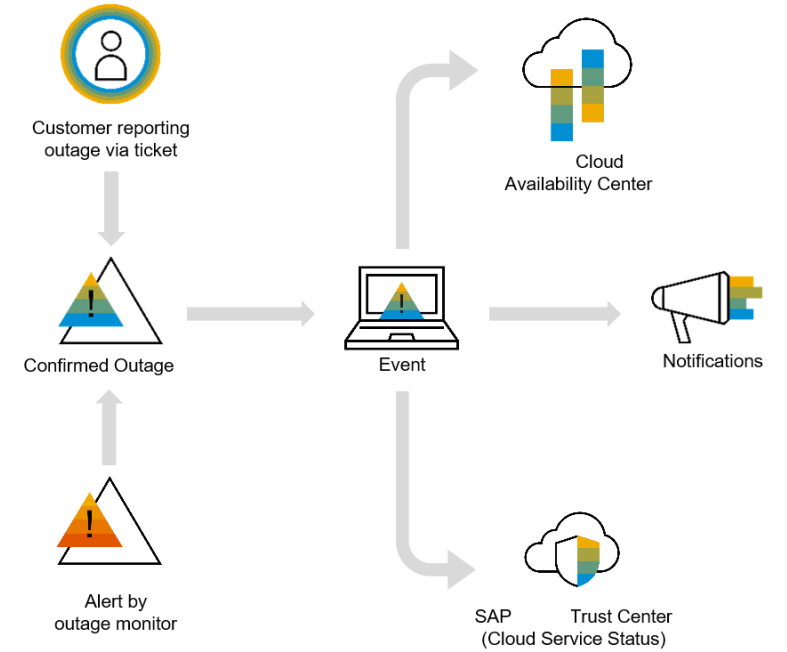 Customer reporting
outage via ticket
Cloud
Availability Center
!
Confirmed Outage
!
Event
Notifications
!
Alert by
outage monitor
SAP Trust Center
(Cloud Service Status)